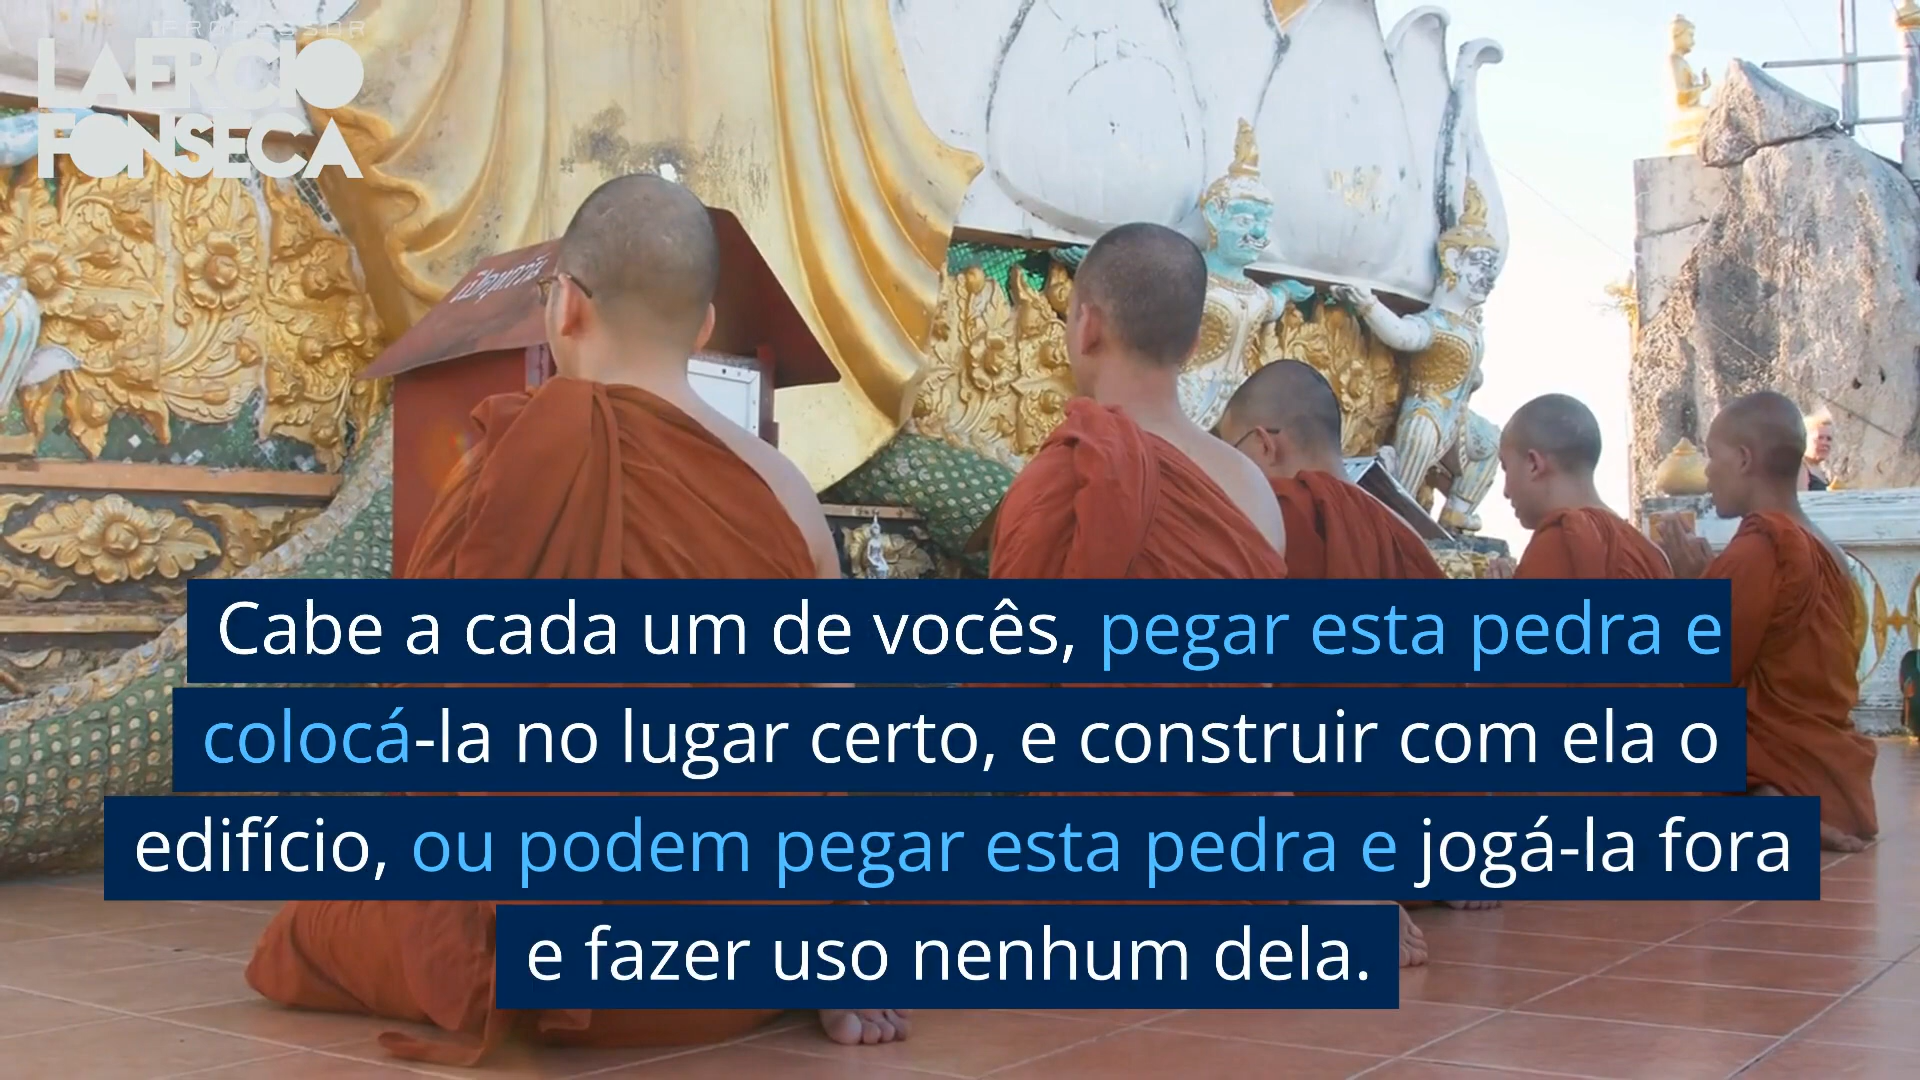 PROFESSOR
LAERCIO
FONSECA
Cabe a cada um de vocês, pegar esta pedra e
colocá-la no lugar certo, e construir com ela o
edifício, ou podem pegar esta pedra e jogá-la fora
e fazer uso nenhum dela.